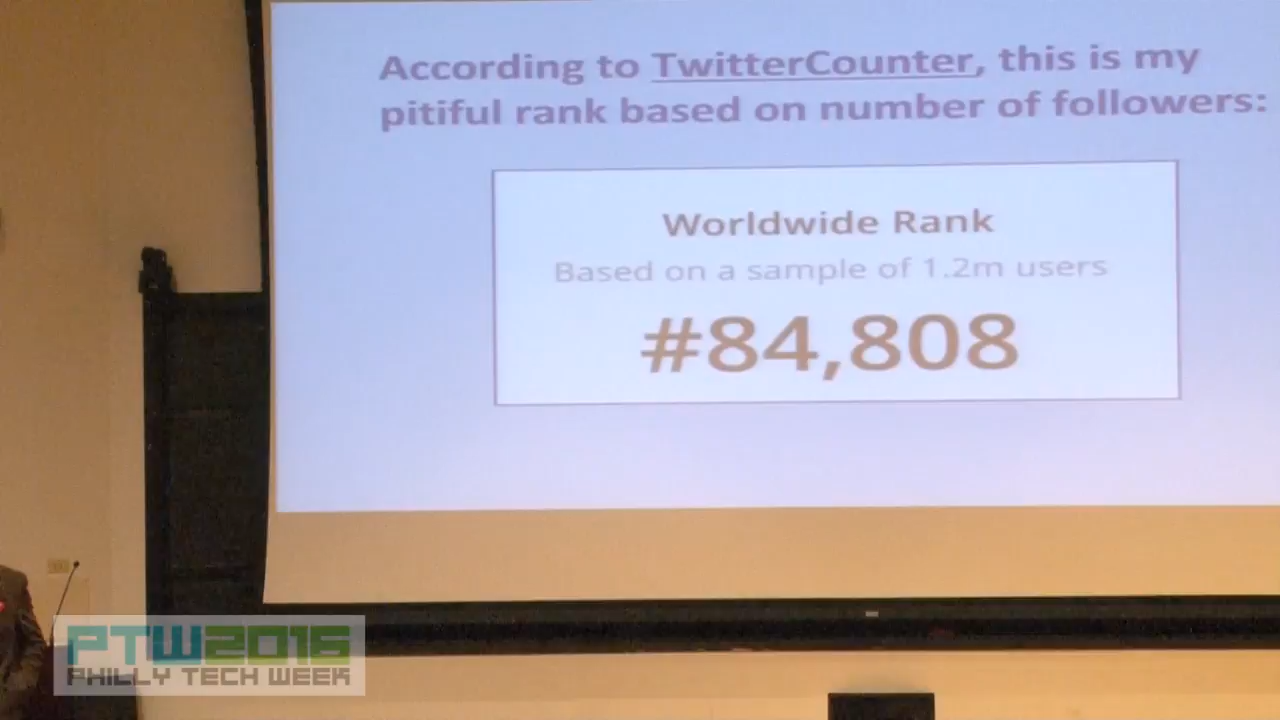 According to TwitterCounter, this is my
pitiful rank based on number of followers:
Worldwide Rank
Based on a sample of 1.2m users
#84,808
PTW2015
PHILLY TECH WEEK